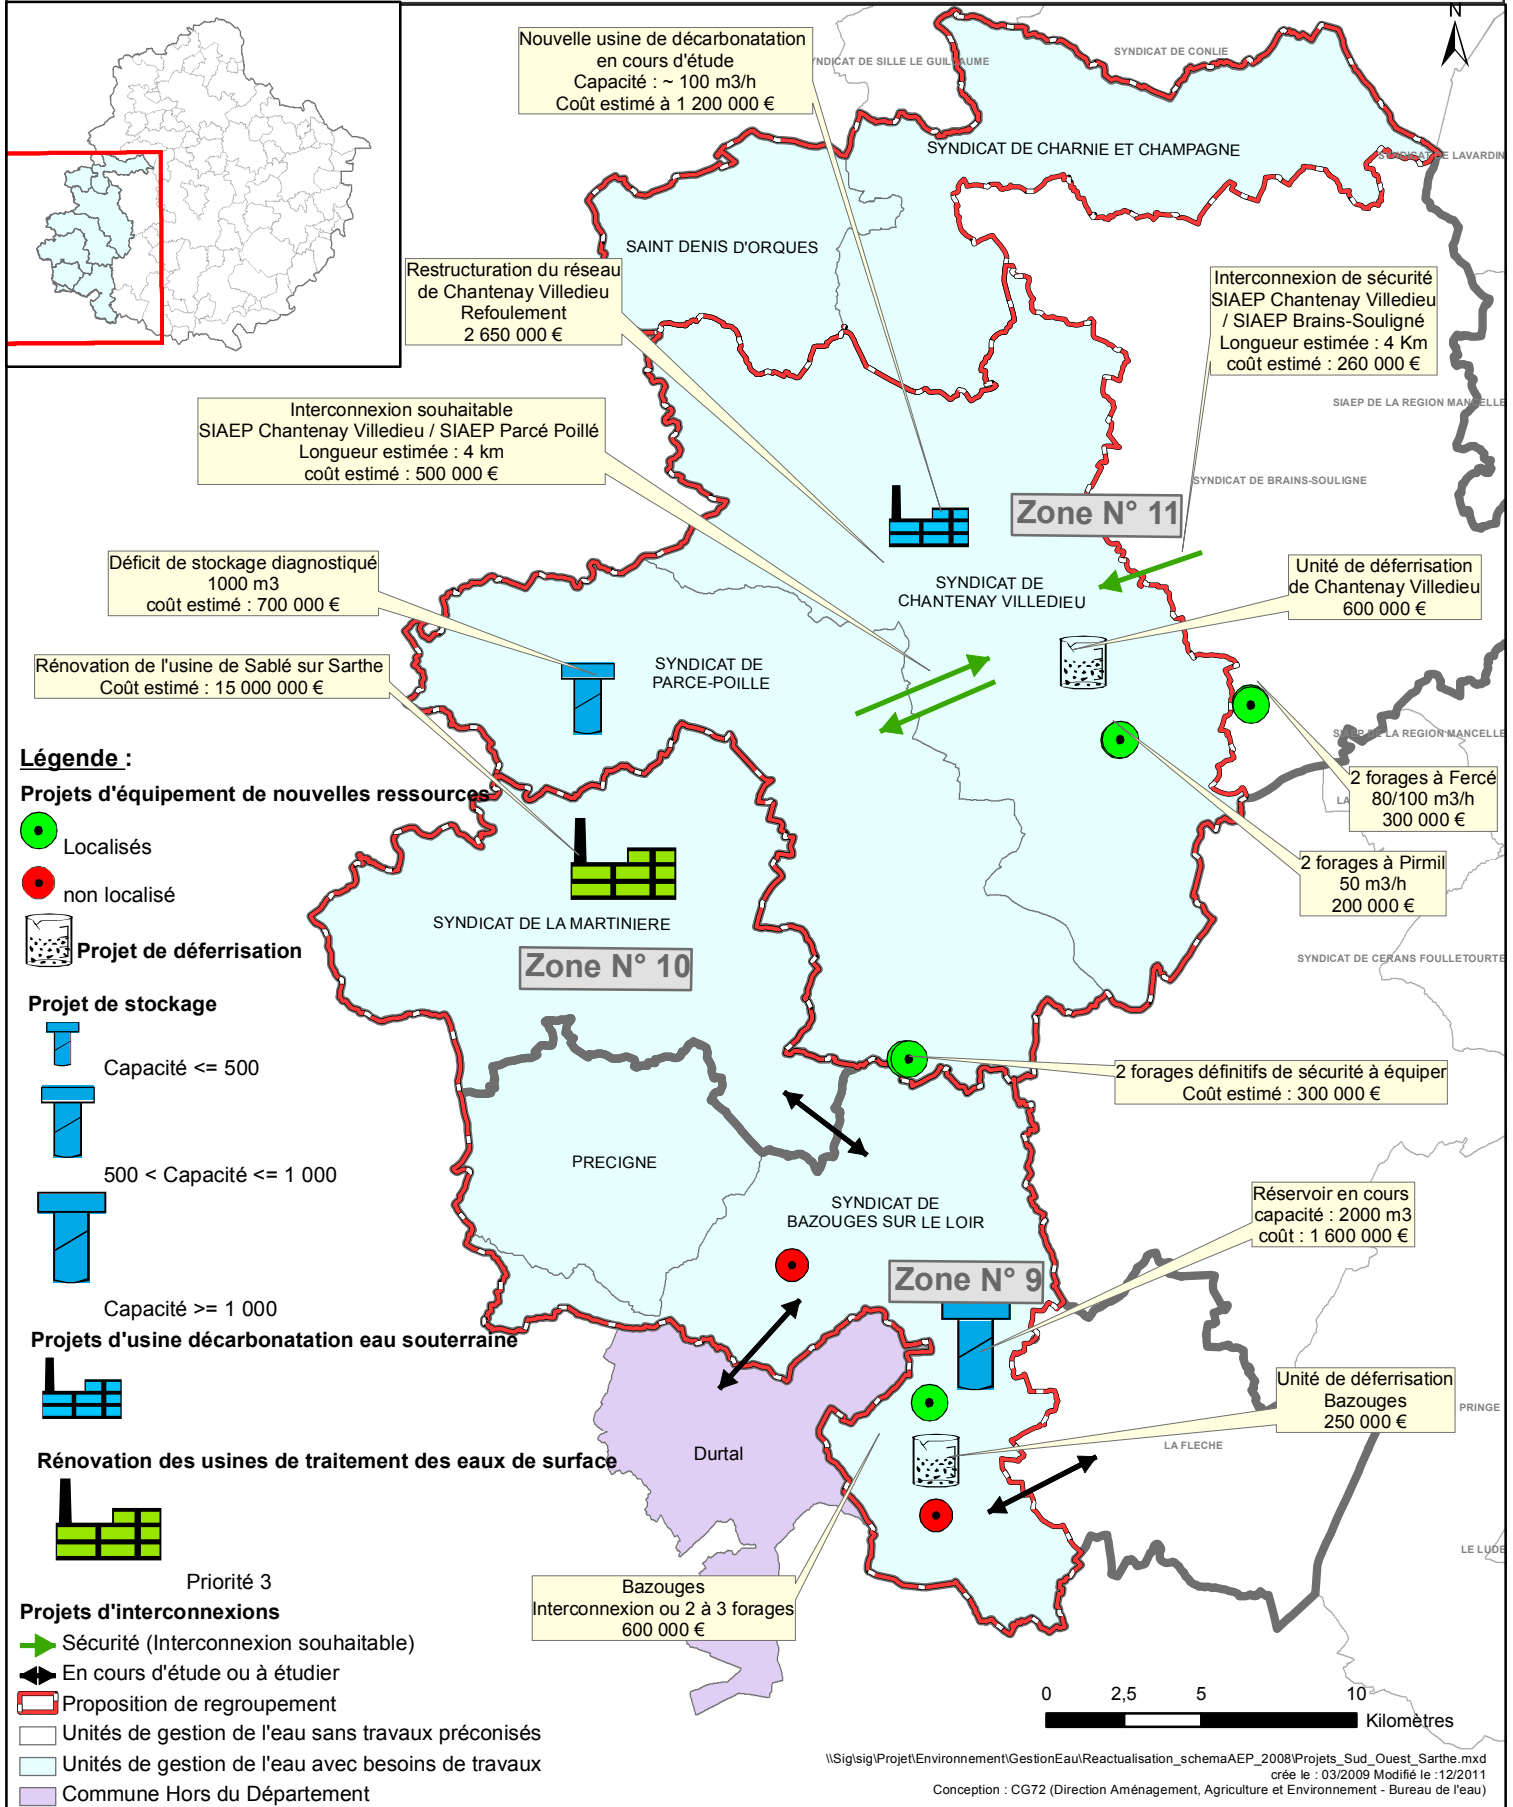 N
Nouvelle usine de décarbonatation
en cours d'étude
Capacité : ~ 100 m3/h
Coût estimé à 1 200 000 €
SYNDICAT DE CONLIE
SYNDICAT DE CHARNIE ET CHAMPAGNE
SAINT DENIS D'ORQUES
Restructuration du réseau
de Chantenay Villedieu
Refoulement
2 650 000 €
Interconnexion de sécurité
SIAEP Chantenay Villedieu
/ SIAEP Brains-Souligné
Longueur estimée : 4 Km
coût estimé : 260 000 €
Interconnexion souhaitable
SIAEP Chantenay Villedieu / SIAEP Parcé Poillé
Longueur estimée : 4 km
coût estimé : 500 000 €
SIAEP DE LA REGION MANCELLE
SYNDICAT DE BRAINS-SOULIGNE
Zone N° 11
Déficit de stockage diagnostiqué
1000 m3
coût estimé : 700 000 €
SYNDICAT DE
CHANTENAY VILLEDIEU
Unité de déferrisation
de Chantenay Villedieu
600 000 €
Rénovation de l'usine de Sablé sur Sarthe
Coût estimé : 15 000 000 €
SYNDICAT DE
PARCE-POILLE
SIAEP DE LA REGION MANCELLE
2 forages à Fercé
80/100 m3/h
300 000 €
LA
2 forages à Pirmil
50 m3/h
200 000 €
SYNDICAT DE LA MARTINIERE
Zone N° 10
SYNDICAT DE CERANS FOULLETOURTE
2 forages définitifs de sécurité à équiper
Coût estimé : 300 000 €
PRECIGNE
SYNDICAT DE
BAZOUGES SUR LE LOIR
Réservoir en cours
capacité : 2000 m3
coût : 1 600 000 €
Zone N° 9
Unité de déferrisation
Bazouges
250 000 €
PRINGE
LA FLECHE
Durtal
LE LUDE
Bazouges
Interconnexion ou 2 à 3 forages
600 000 €
Légende :
Projets d'équipement de nouvelles ressources
Localisés
non localisé
Projet de déferrisation
Projet de stockage
Capacité <= 500
500 < Capacité <= 1 000
Capacité >= 1 000
Projets d'usine décarbonatation eau souterraine
Rénovation des usines de traitement des eaux de surface
Priorité 3
Projets d'interconnexions
Sécurité (Interconnexion souhaitable)
En cours d'étude ou à étudier
Proposition de regroupement
Unités de gestion de l'eau sans travaux préconisés
Unités de gestion de l'eau avec besoins de travaux
Commune Hors du Département
0 2,5 5 10
Kilomètres
\\Sig\sig\Projet\Environnement\GestionEau\Reactualisation_schemaAEP_2008\Projets_Sud_Ouest_Sarthe.mxd
crée le : 03/2009 Modifié le :12/2011
Conception : CG72 (Direction Aménagement, Agriculture et Environnement - Bureau de l'eau)